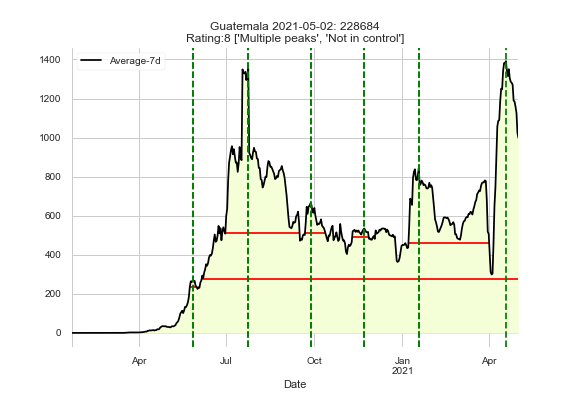 Guatemala 2021-05-02: 228684
Rating:8 ['Multiple peaks', 'Not in control']
Average-7d
1400
1200
1000
800
600
400
200
0
Apr
Jul
Oct
Jan
2021
Apr
Date